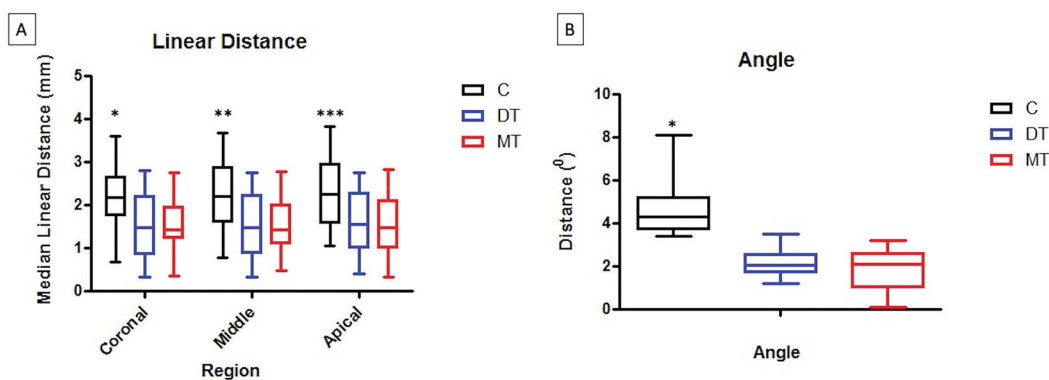 A
Linear Distance
Median Linear Distance (mm)
5
4
3
2
1
0
*
**
***
Coronal
Middle
Apical
Region
C
DT
MT
B
Angle
Distance (⁰)
10
8
6
4
2
0
*
Angle
C
DT
MT